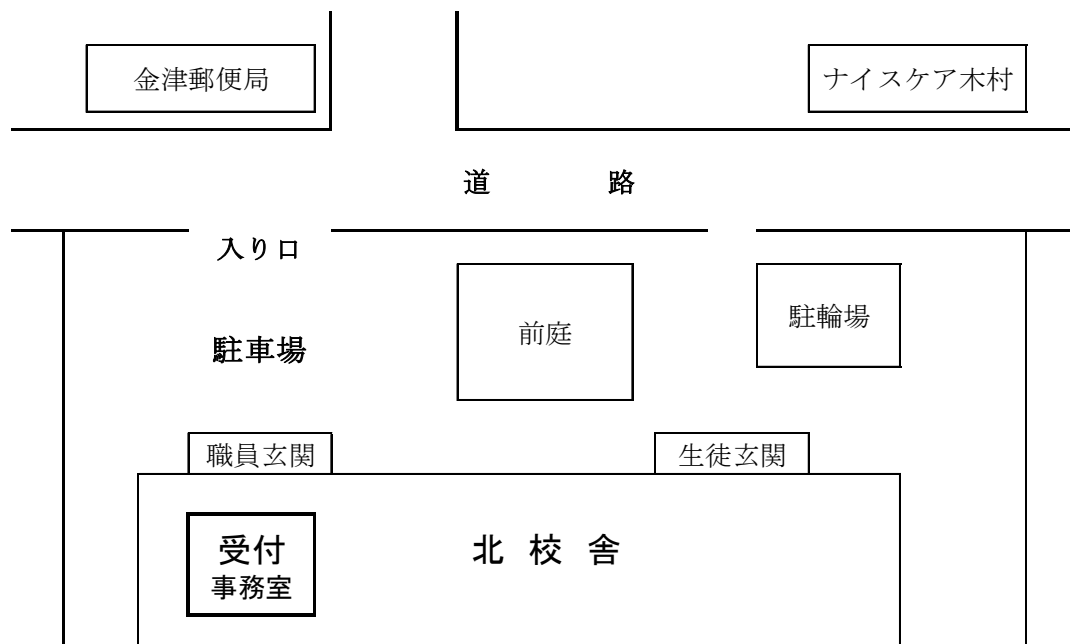 金津郵便局
ナイスケア木村
道　　路
入り口
駐車場
前庭
駐輪場
職員玄関
生徒玄関
受付
事務室
北 校 舎